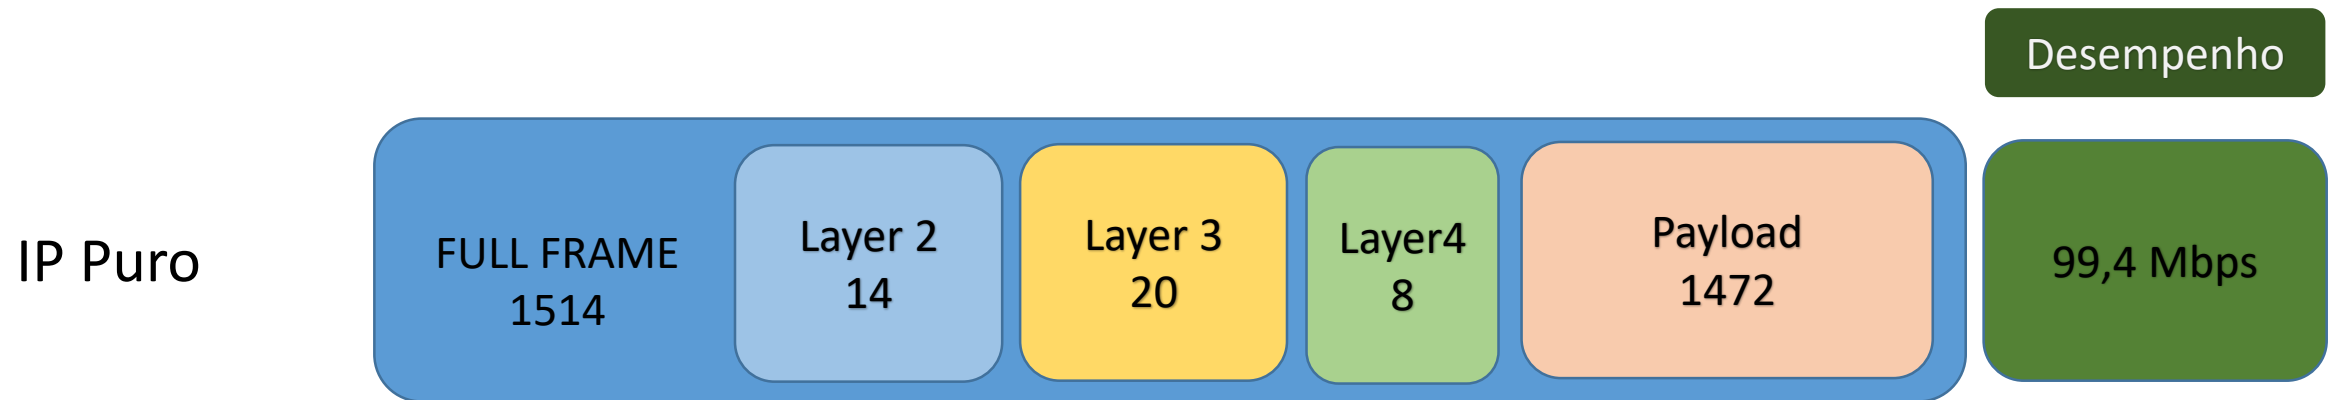 Desempenho
IP Puro
FULL FRAME
1514
Layer 2
14
Layer 3
20
Layer4
8
Payload
1472
99,4 Mbps